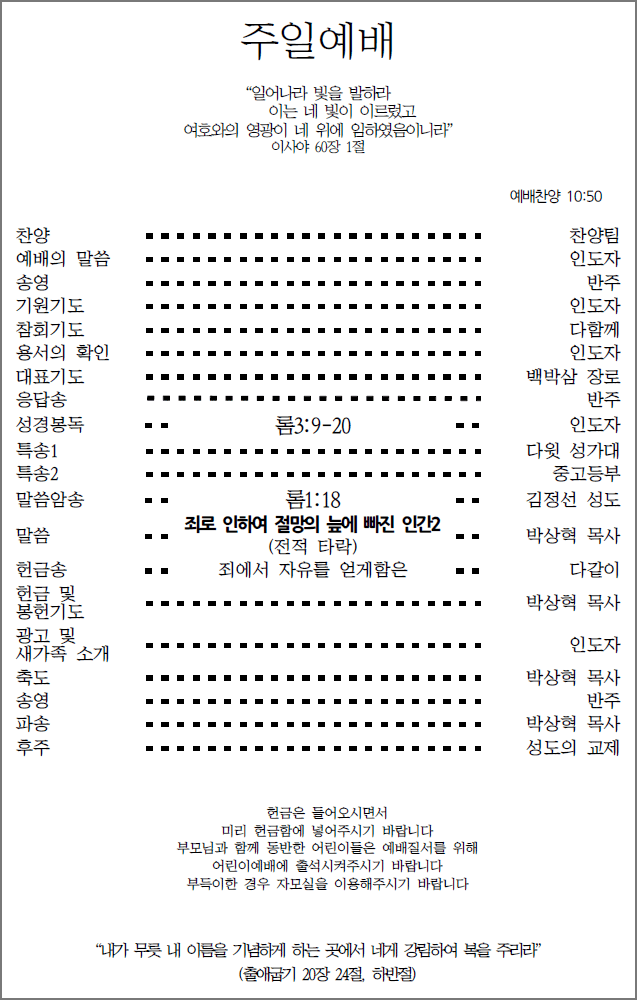 주일예배
“일어나라 빛을 발하라
이는 네 빛이 이르렀고
여호와의 영광이 네 위에 임하였음이니라”
이사야 60장 1절
예배찬양 10:50
찬양 찬양팀
예배의 말씀 인도자
송영 반주
기원기도 인도자
참회기도 다함께
용서의 확인 인도자
대표기도 백박삼 장로
응답송 반주
성경봉독 롬3:9-20 인도자
특송1 다윗 성가대
특송2 중고등부
말씀암송 롬1:18 김정선 성도
말씀 죄로 인하여 절망의 늪에 빠진 인간2 박상혁 목사
(전적 타락)
헌금송 죄에서 자유를 얻게함은 다같이
헌금 및
봉헌기도 박상혁 목사
광고 및
새가족 소개 인도자
축도 박상혁 목사
송영 반주
파송 박상혁 목사
후주 성도의 교제
헌금은 들어오시면서
미리 헌금함에 넣어주시기 바랍니다
부모님과 함께 동반한 어린이들은 예배질서를 위해
어린이예배에 출석시켜주시기 바랍니다
부득이한 경우 자모실을 이용해주시기 바랍니다
“내가 무릇 내 이름을 기념하게 하는 곳에서 네게 강림하여 복을 주리라”
(출애굽기 20장 24절, 하반절)